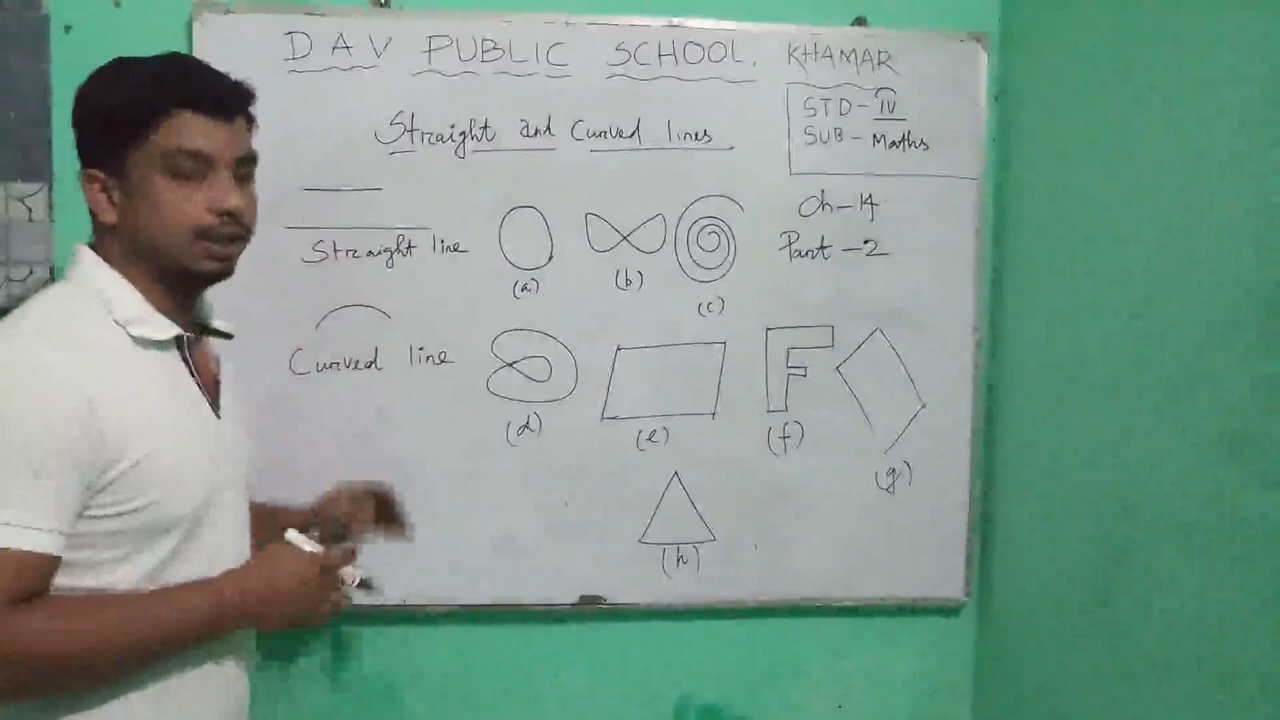 DAV PUBLIC SCHOOL. KHAMAR
STD - IV
SUB - Maths
Straight and Curved lines
Ch-14
Part-2
Straight line
(a)
(b)
(c)
Curved line
(d)
(e)
(f)
(g)
(h)